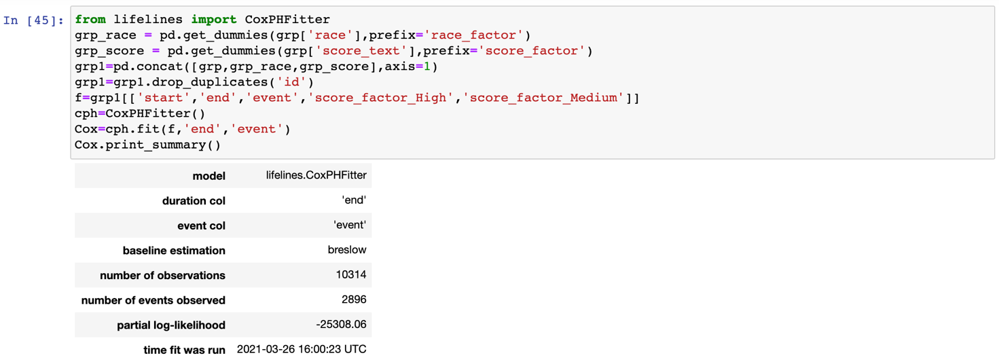 In [45]:
from lifelines import CoxPHFitter
grp_race = pd.get_dummies(grp['race'],prefix='race_factor')
grp_score = pd.get_dummies(grp['score_text'],prefix='score_factor')
grp1=pd.concat([grp,grp_race,grp_score],axis=1)
grp1=grp1.drop_duplicates('id')
f=grp1[['start','end','event','score_factor_High','score_factor_Medium']]
cph=CoxPHFitter()
Cox=cph.fit(f,'end','event')
Cox.print_summary()
model lifelines.CoxPHFitter
duration col 'end'
event col 'event'
baseline estimation breslow
number of observations 10314
number of events observed 2896
partial log-likelihood -25308.06
time fit was run 2021-03-26 16:00:23 UTC